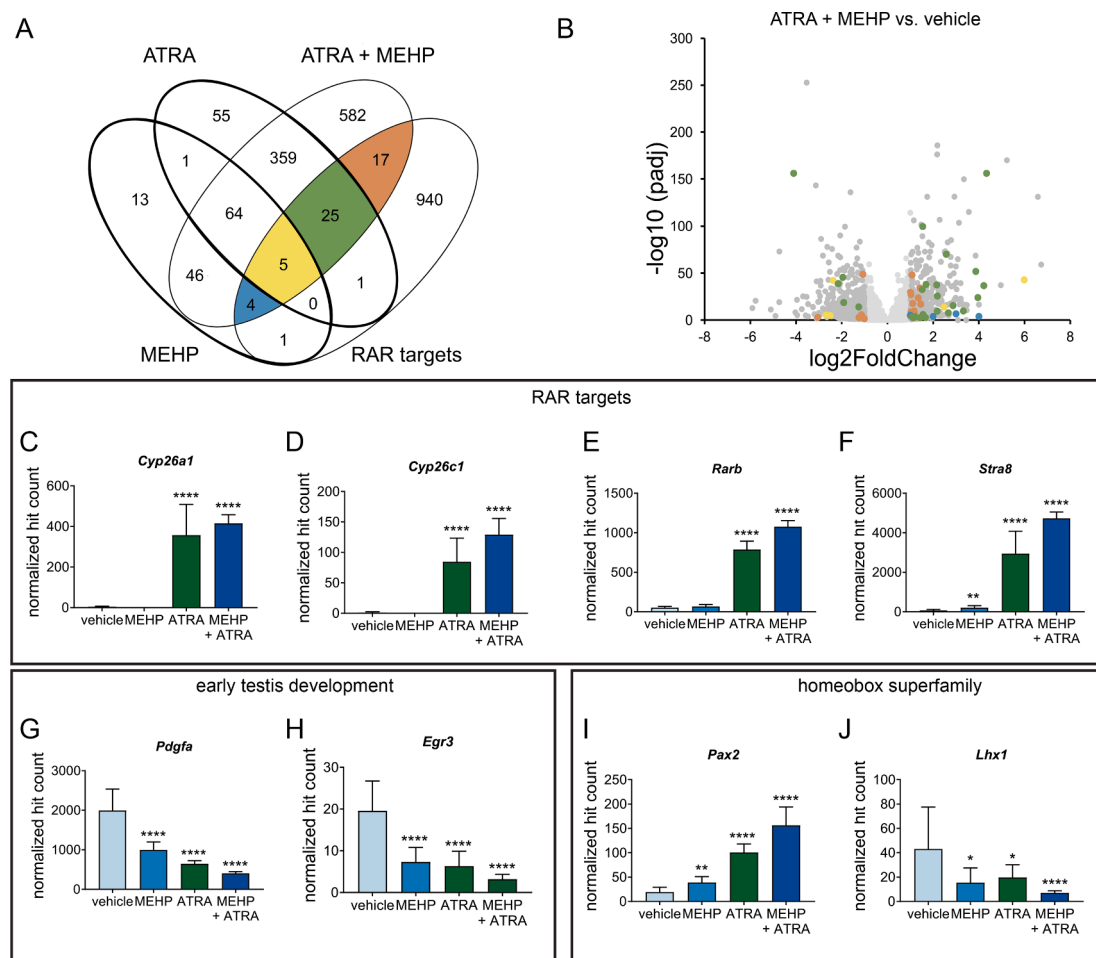 A
ATRA
ATRA + MEHP
55
582
1
359
17
13
64
25
940
46
5
4
0
1
1
MEHP
RAR targets
B
ATRA + MEHP vs. vehicle
-log10 (padj)
300
250
200
150
100
50
0
-8 -6 -4 -2 0 2 4 6 8
log2FoldChange
RAR targets
C
Cyp26a1
normalized hit count
600
400
200
0
**** ****
vehicle MEHP ATRA MEHP
+ ATRA
D
Cyp26c1
normalized hit count
200
150
100
50
0
**** ****
vehicle MEHP ATRA MEHP
+ ATRA
E
Rarb
normalized hit count
1500
1000
500
0
**** ****
vehicle MEHP ATRA MEHP
+ ATRA
F
Stra8
normalized hit count
6000
4000
2000
0
** **** ****
vehicle MEHP ATRA MEHP
+ ATRA
early testis development
G
Pdgfa
normalized hit count
3000
2000
1000
0
**** **** ****
vehicle MEHP ATRA MEHP
+ ATRA
H
Egr3
normalized hit count
30
20
10
0
**** **** ****
vehicle MEHP ATRA MEHP
+ ATRA
homeobox superfamily
I
Pax2
normalized hit count
250
200
150
100
50
0
** **** ****
vehicle MEHP ATRA MEHP
+ ATRA
J
Lhx1
normalized hit count
100
80
60
40
20
0
* * ****
vehicle MEHP ATRA MEHP
+ ATRA